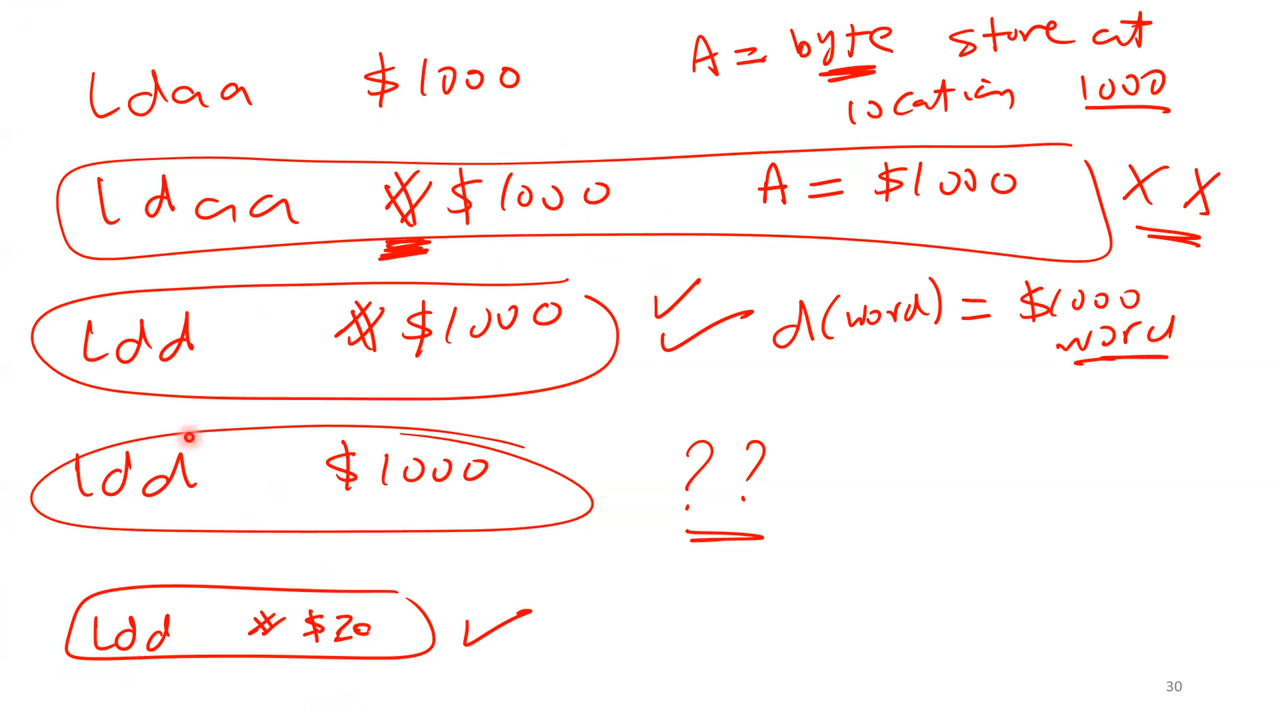 ldaa $1000 A = byte store at
location 1000
ldaa #$1000 A = $1000 X X
ldd #$1000 ✓ ✓ d(word) = $1000
word
ldd $1000 ??
ldd #$20 ✓
30